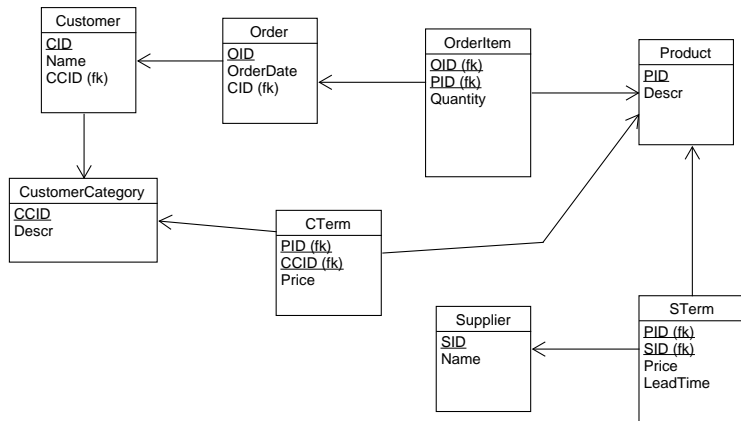 Customer
CID
Name
CCID (fk)
Order
OID
OrderDate
CID (fk)
OrderItem
OID (fk)
PID (fk)
Quantity
Product
PID
Descr
CustomerCategory
CCID
Descr
CTerm
PID (fk)
CCID (fk)
Price
Supplier
SID
Name
STerm
PID (fk)
SID (fk)
Price
LeadTime